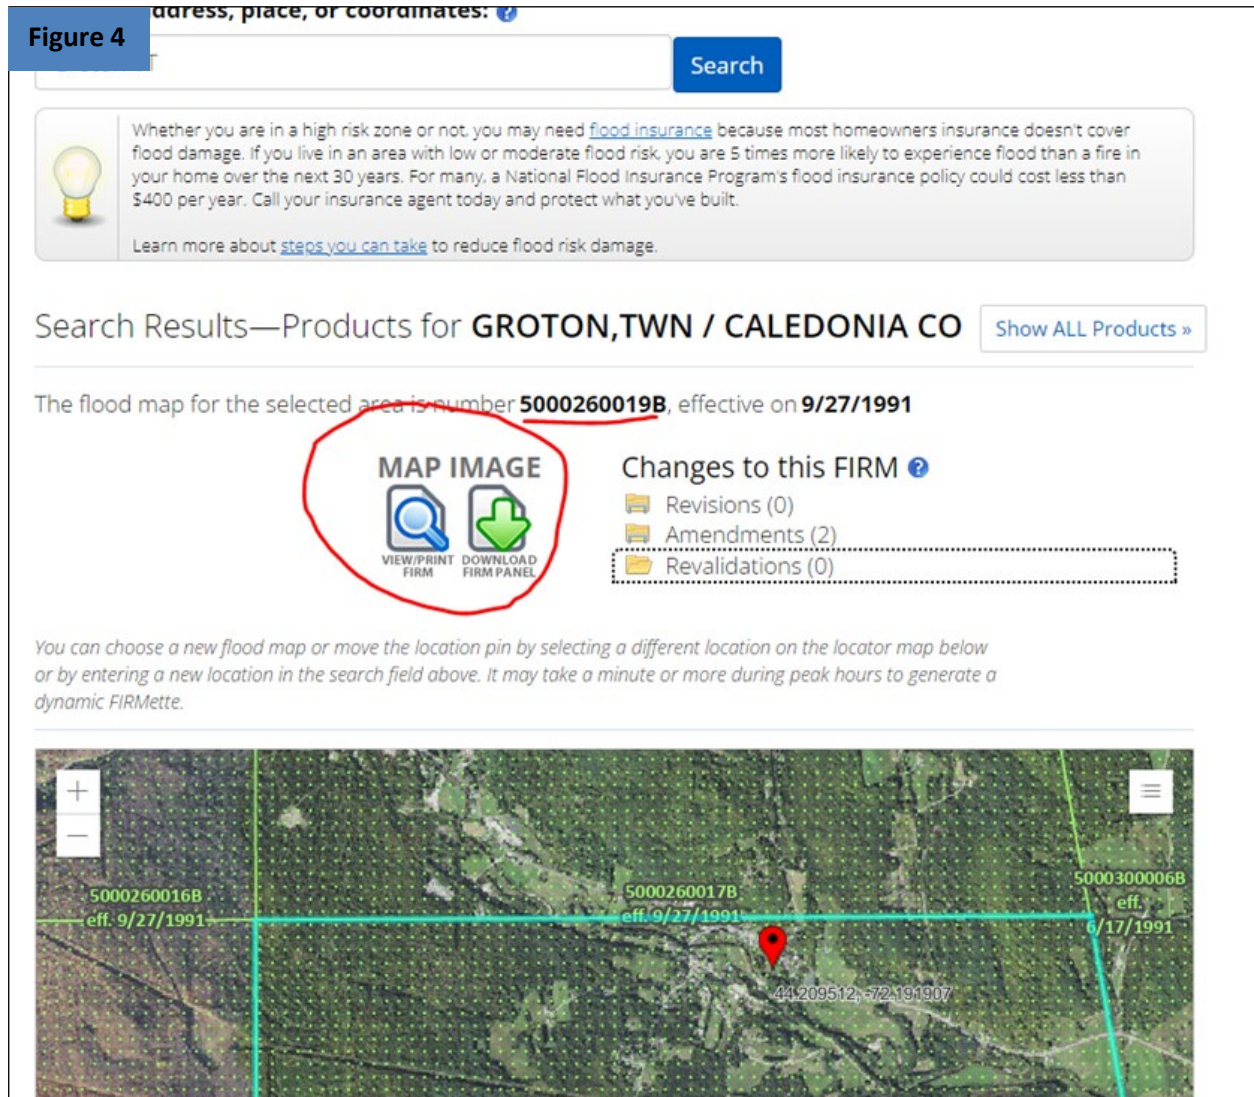 address, place, or coordinates: ?
Figure 4
Search
Whether you are in a high risk zone or not, you may need flood insurance because most homeowners insurance doesn't cover
flood damage. If you live in an area with low or moderate flood risk, you are 5 times more likely to experience flood than a fire in
your home over the next 30 years. For many, a National Flood Insurance Program's flood insurance policy could cost less than
$400 per year. Call your insurance agent today and protect what you've built.
Learn more about steps you can take to reduce flood risk damage.
Search Results—Products for GROTON,TWN / CALEDONIA CO
Show ALL Products »
The flood map for the selected area is number 5000260019B, effective on 9/27/1991
MAP IMAGE
VIEW/PRINT
FIRM
DOWNLOAD
FIRM PANEL
Changes to this FIRM ?
Revisions (0)
Amendments (2)
Revalidations (0)
You can choose a new flood map or move the location pin by selecting a different location on the locator map below
or by entering a new location in the search field above. It may take a minute or more during peak hours to generate a
dynamic FIRMette.
5000260016B
eff. 9/27/1991
5000260017B
eff. 9/27/1991
5000300006B
eff.
6/17/1991
44.209512, -72.191907